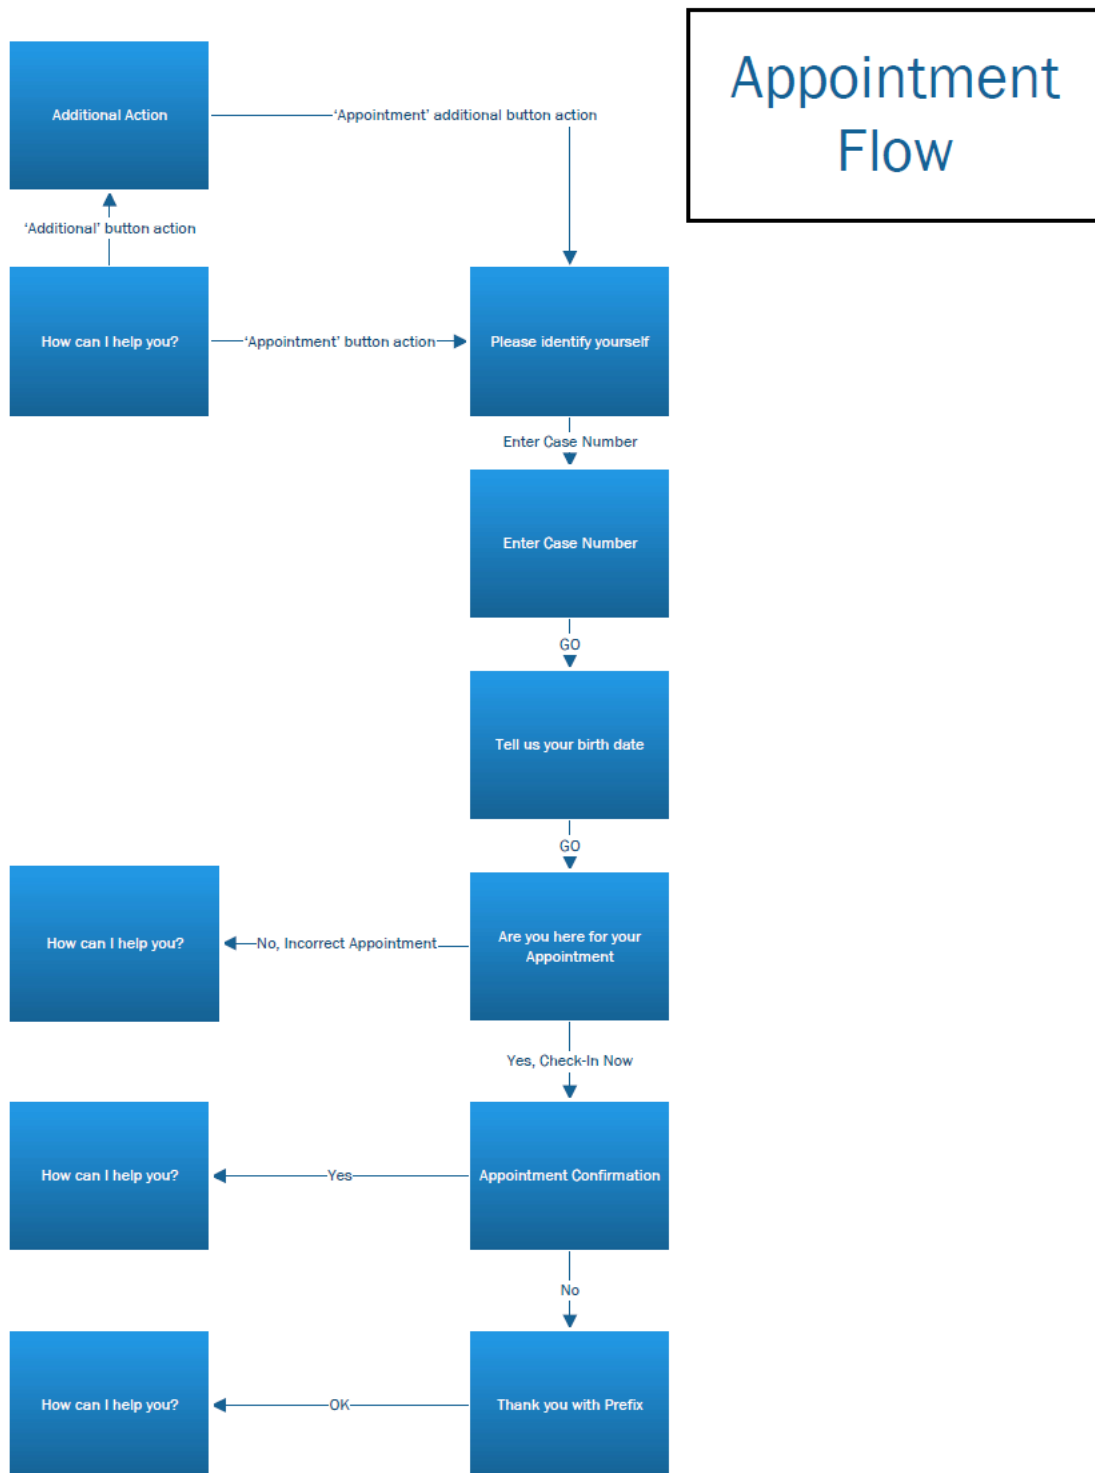 Appointment
Flow
Additional Action
‘Appointment’ additional button action
‘Additional’ button action
How can I help you?
‘Appointment’ button action
Please identify yourself
Enter Case Number
Enter Case Number
GO
Tell us your birth date
GO
How can I help you?
No, Incorrect Appointment
Are you here for your
Appointment
Yes, Check-In Now
How can I help you?
Yes
Appointment Confirmation
No
How can I help you?
OK
Thank you with Prefix